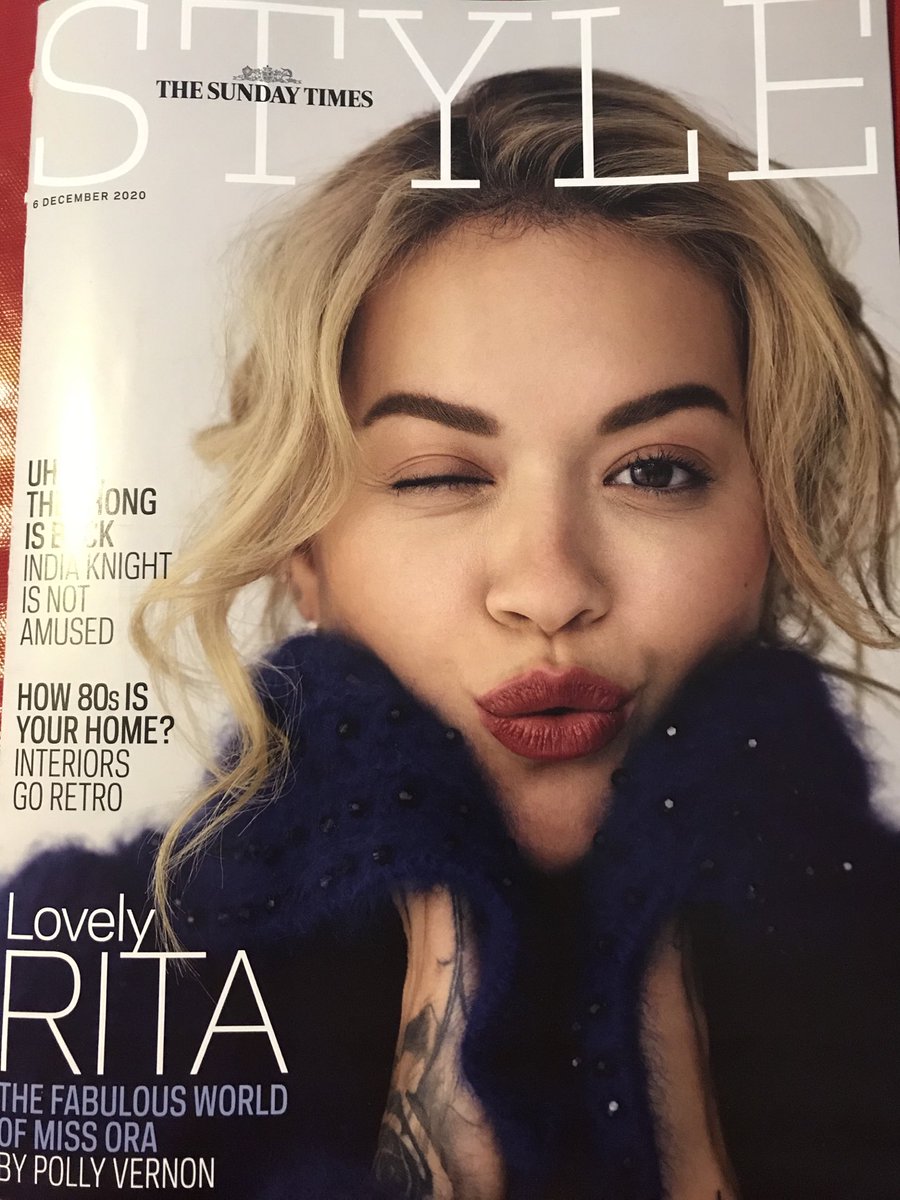 STYLE
THE SUNDAY TIMES
6 DECEMBER 2020
UH
IS
INDIA KNIGHT
IS NOT
AMUSED
HOW 80s IS
YOUR HOME?
INTERIORS
GO RETRO
Lovely
RITA
THE FABULOUS WORLD
OF MISS ORA
BY POLLY VERNON